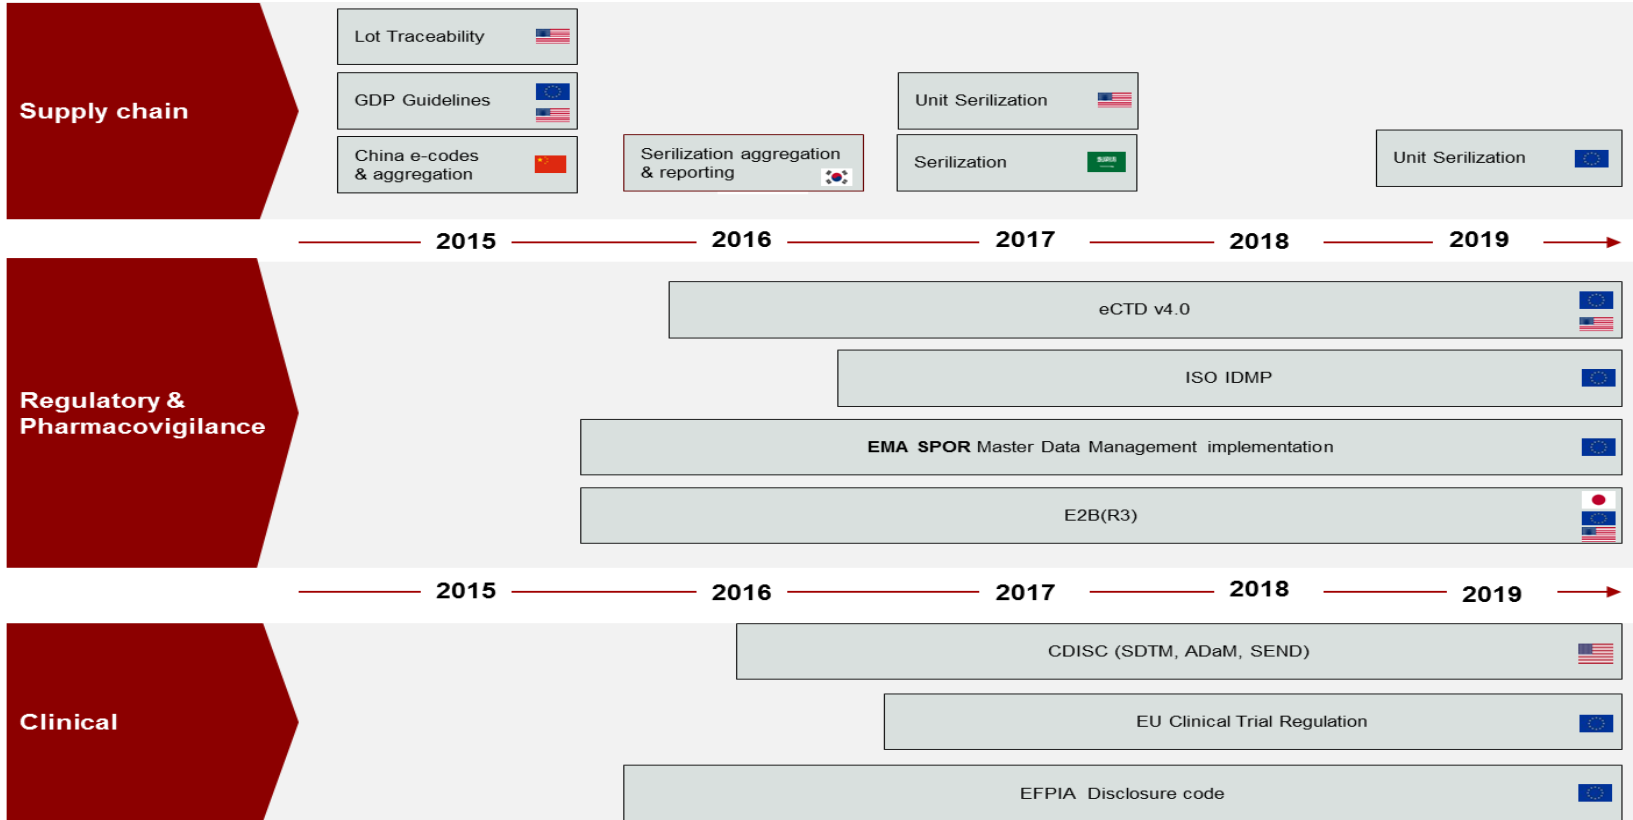 Supply chain
Lot Traceability
GDP Guidelines
China e-codes
& aggregation
Serilization aggregation
& reporting
Unit Serilization
Serilization
Unit Serilization
2015 2016 2017 2018 2019
Regulatory &
Pharmacovigilance
eCTD v4.0
ISO IDMP
EMA SPOR Master Data Management implementation
E2B(R3)
2015 2016 2017 2018 2019
Clinical
CDISC (SDTM, ADaM, SEND)
EU Clinical Trial Regulation
EFPIA Disclosure code